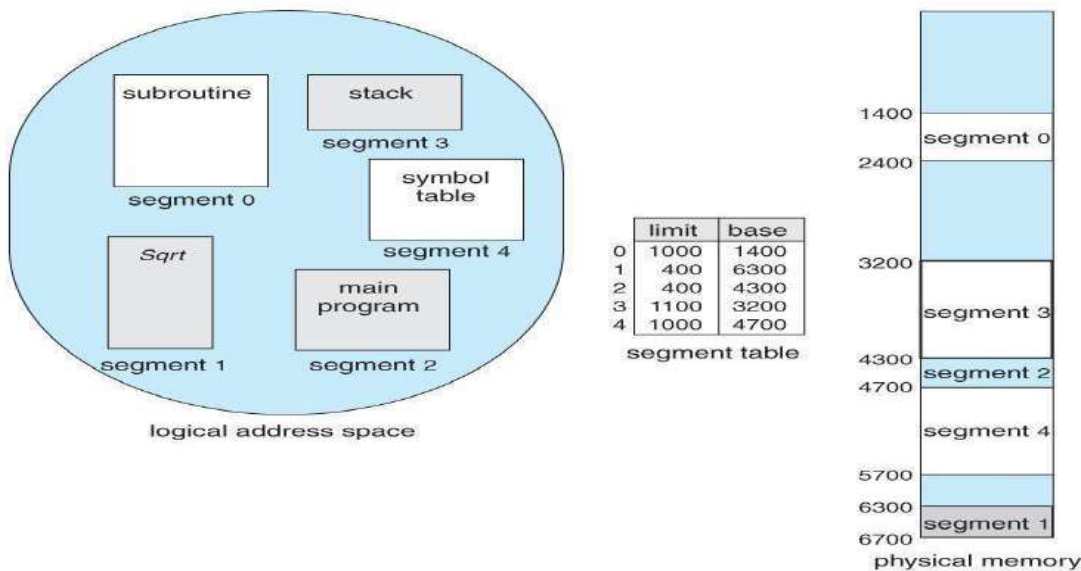 subroutine
segment 0
stack
segment 3
symbol
table
segment 4
Sqrt
segment 1
main
program
segment 2
logical address space
limit base
0 1000 1400
1 400 6300
2 400 4300
3 1100 3200
4 1000 4700
segment table
1400
segment 0
2400
3200
segment 3
4300
segment 2
4700
segment 4
5700
6300
segment 1
6700
physical memory